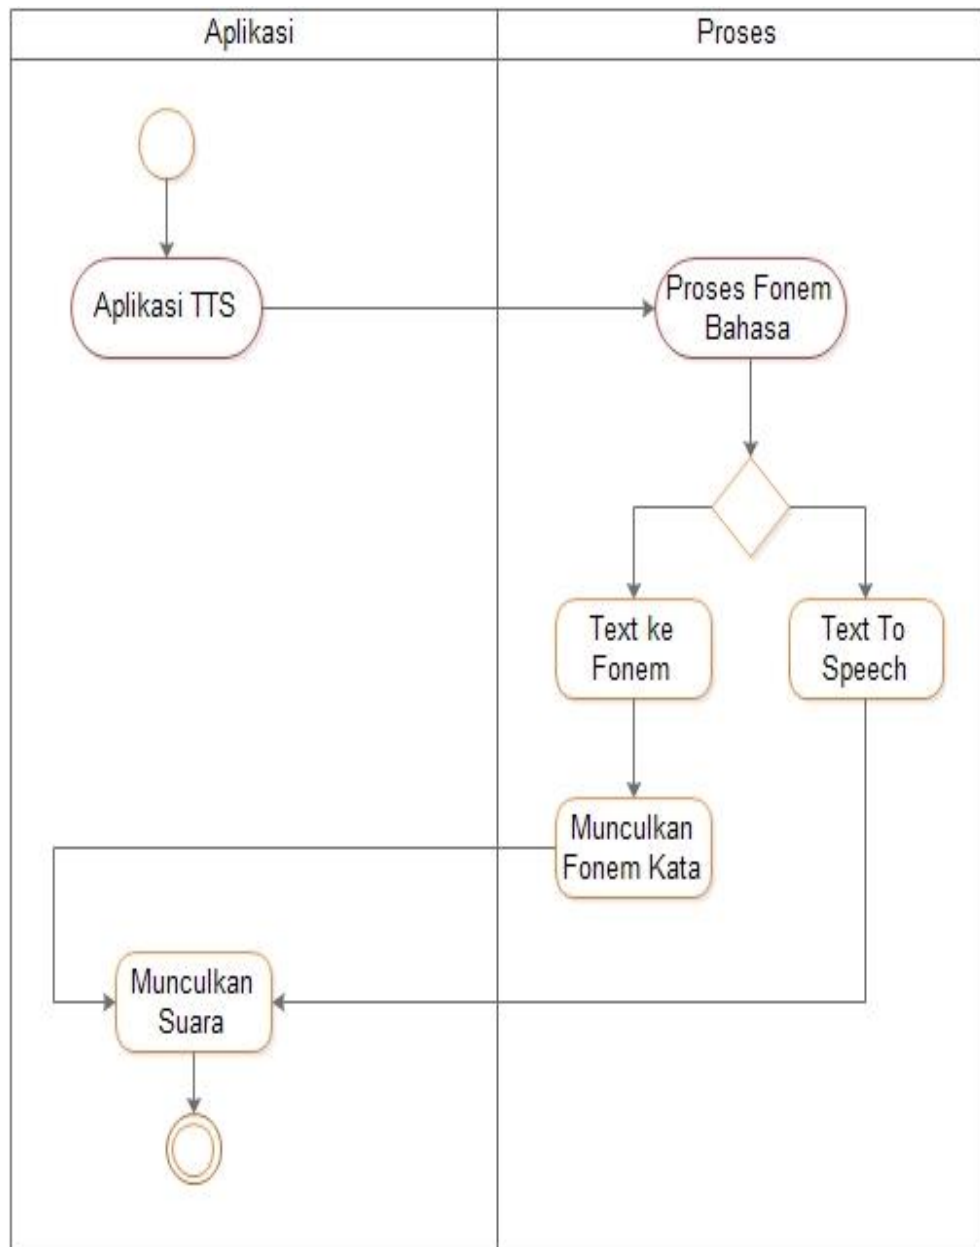 Aplikasi
Proses
Aplikasi TTS
Proses Fonem
Bahasa
Text ke
Fonem
Text To
Speech
Munculkan
Fonem Kata
Munculkan
Suara